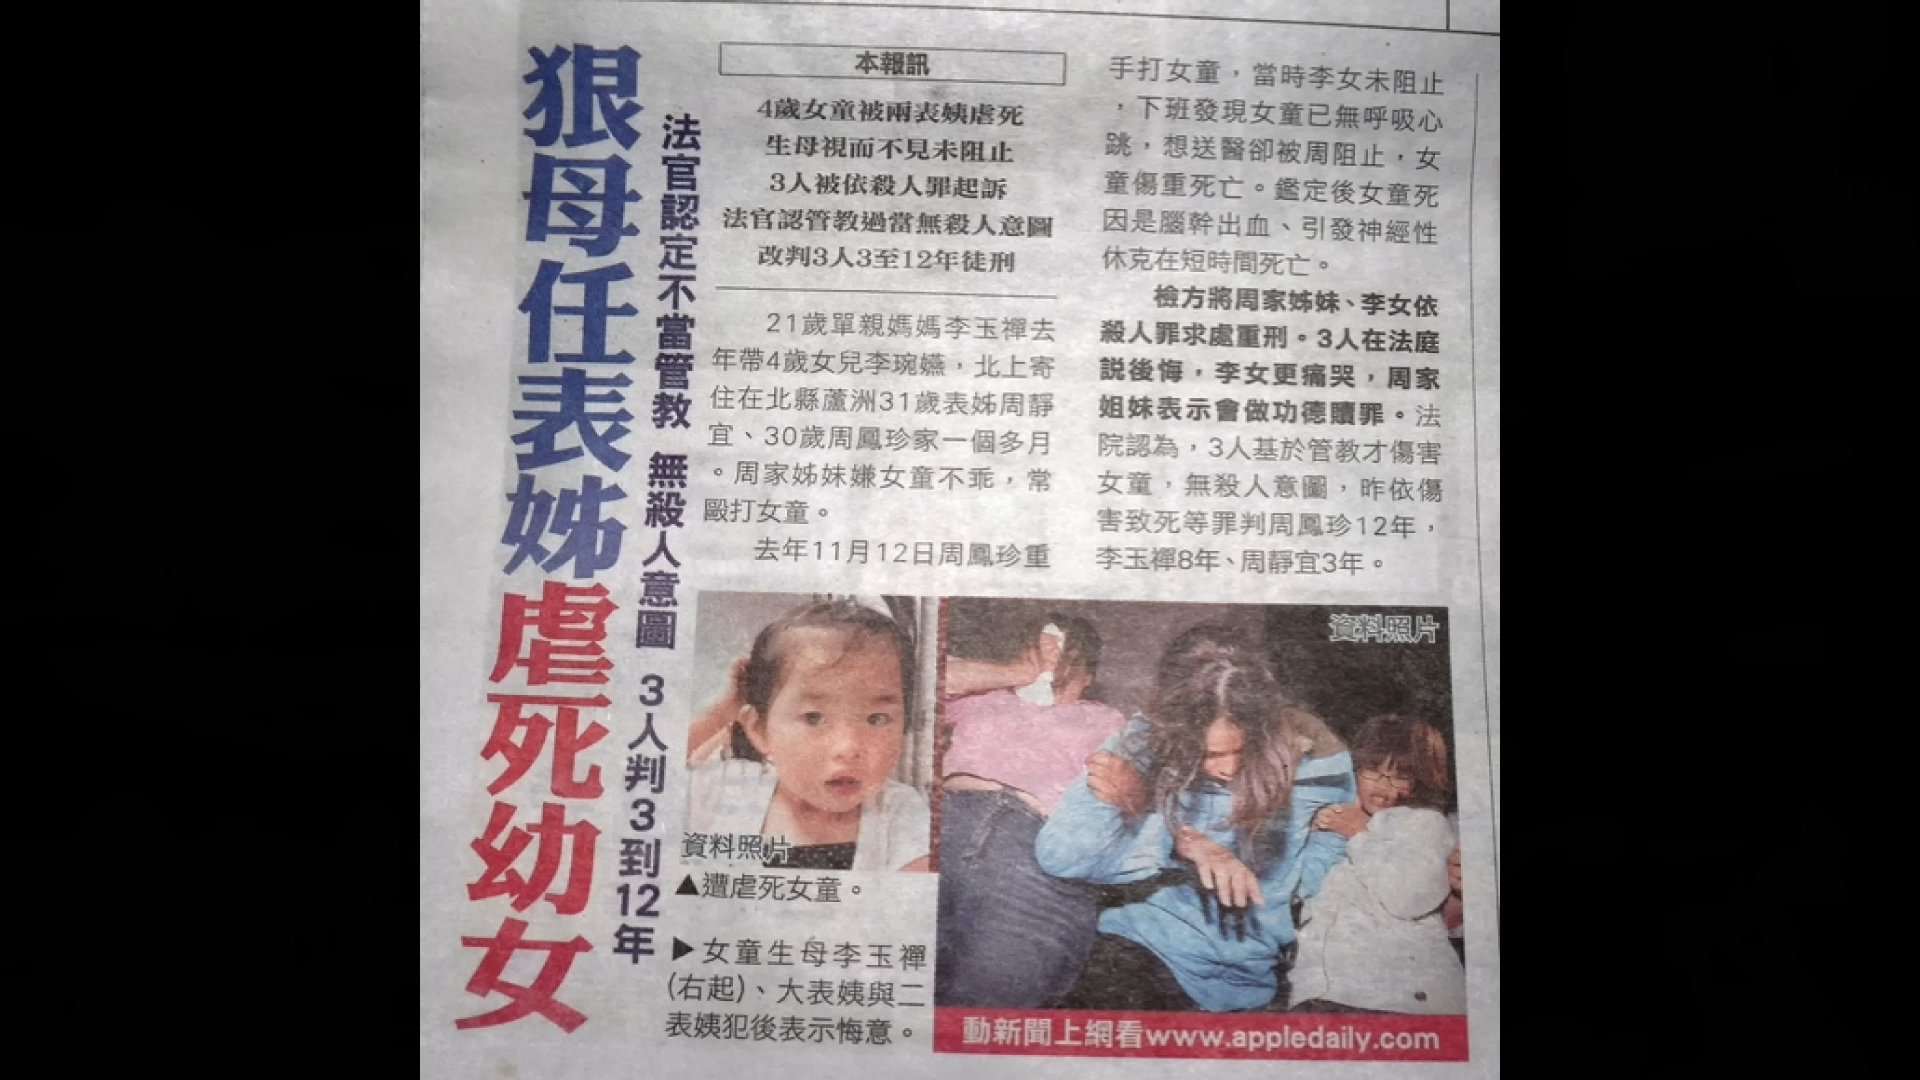 狠母任表姊虐死幼女
法官認定不當管教 無殺人意圖 3人判3到12年
本報訊
4歲女童被兩表姨虐死
生母視而不見未阻止
3人被依殺人罪起訴
法官認管教過當無殺人意圖
改判3人3至12年徒刑
21歲單親媽媽李玉禪去
年帶4歲女兒李琬嬿，北上寄
住在北縣蘆洲31歲表姊周靜
宜、30歲周鳳珍家一個多月
。周家姊妹嫌女童不乖，常
毆打女童。
去年11月12日周鳳珍重
手打女童，當時李女未阻止
，下班發現女童已無呼吸心
跳，想送醫卻被周阻止，女
童傷重死亡。鑑定後女童死
因是腦幹出血、引發神經性
休克在短時間死亡。
檢方將周家姊妹、李女依
殺人罪求處重刑。3人在法庭
說後悔，李女更痛哭，周家
姐妹表示會做功德贖罪。法
院認為，3人基於管教才傷害
女童，無殺人意圖，昨依傷
害致死等罪判周鳳珍12年，
李玉禪8年、周靜宜3年。
資料照片
▲遭虐死女童。
▶女童生母李玉禪
(右起)、大表姨與二
表姨犯後表示悔意。
資料照片
動新聞上網看www.appledaily.com